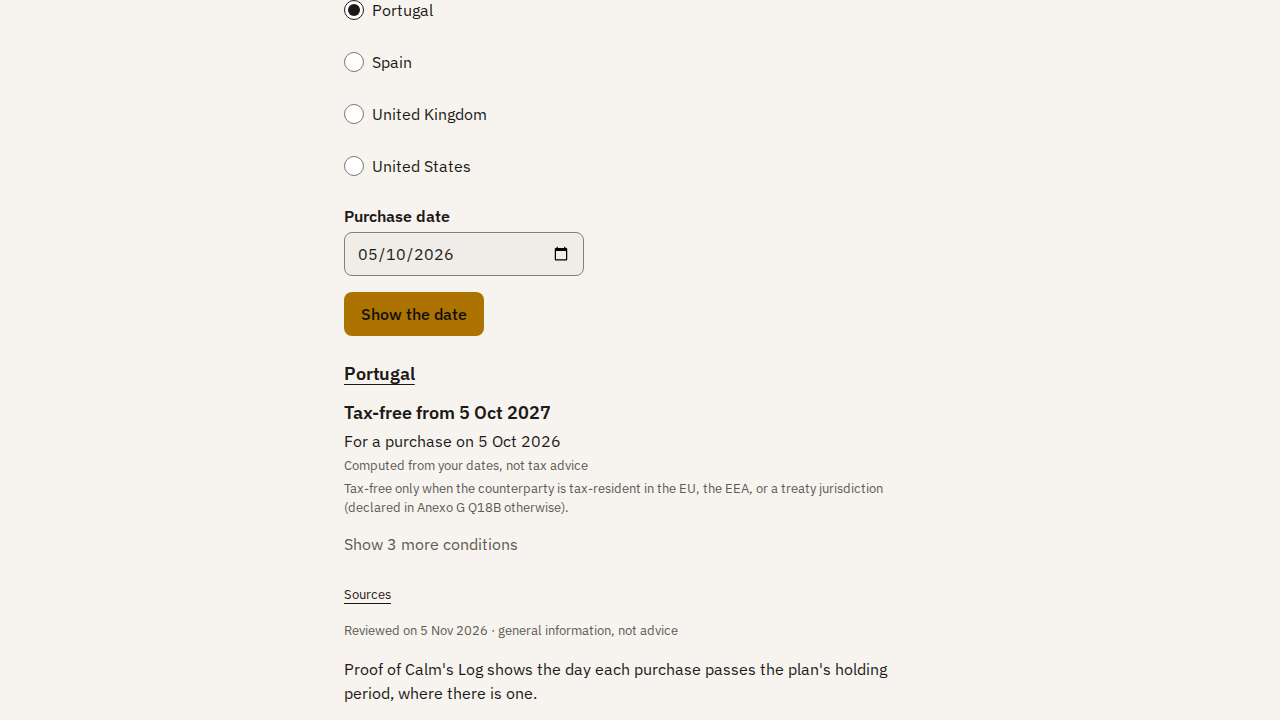 Portugal
Spain
United Kingdom
United States
Purchase date
05/10/2026
Show the date
Portugal
Tax-free from 5 Oct 2027
For a purchase on 5 Oct 2026
Computed from your dates, not tax advice
Tax-free only when the counterparty is tax-resident in the EU, the EEA, or a treaty jurisdiction
(declared in Anexo G Q18B otherwise).
Show 3 more conditions
Sources
Reviewed on 5 Nov 2026 · general information, not advice
Proof of Calm's Log shows the day each purchase passes the plan's holding
period, where there is one.